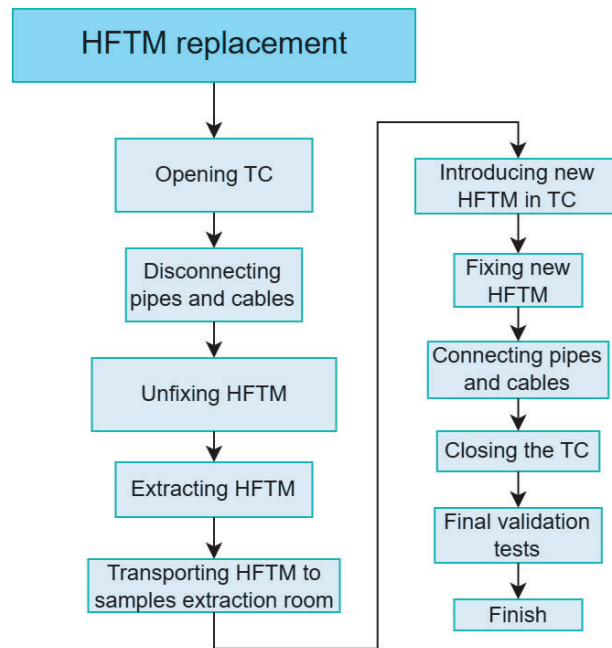 HFTM replacement
Opening TC
Disconnecting
pipes and cables
Unfixing HFTM
Extracting HFTM
Transporting HFTM to
samples extraction room
Introducing new
HFTM in TC
Fixing new
HFTM
Connecting pipes
and cables
Closing the TC
Final validation
tests
Finish